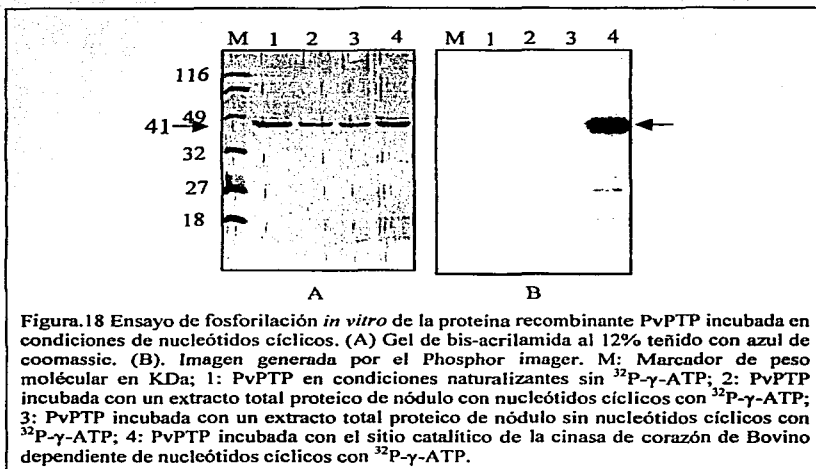 M 1 2 3 4 M 1 2 3 4
116
49
41
32
27
18
A B
Figura.18 Ensayo de fosforilación in vitro de la proteína recombinante PvPTP incubada en
condiciones de nucleótidos cíclicos. (A) Gel de bis-acrilamida al 12% teñido con azul de
coomassic. (B). Imagen generada por el Phosphor imager. M: Marcador de peso
molécular en KDa; 1: PvPTP en condiciones naturalizantes sin ³²P-γ-ATP; 2: PvPTP
incubada con un extracto total proteico de nódulo con nucleótidos cíclicos con ³²P-γ-ATP;
3: PvPTP incubada con un extracto total proteico de nódulo sin nucleótidos cíclicos con
³²P-γ-ATP; 4: PvPTP incubada con el sitio catalítico de la cinasa de corazón de Bovino
dependiente de nucleótidos cíclicos con ³²P-γ-ATP.